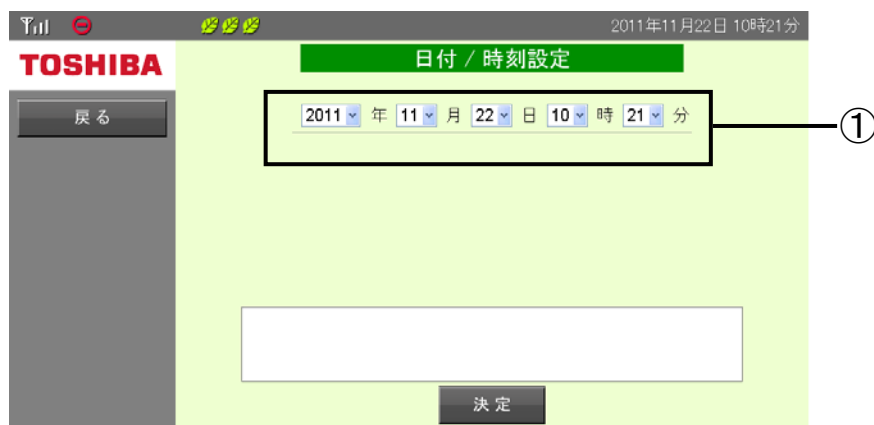 2011年11月22日 10時21分
TOSHIBA
日付 / 時刻設定
戻る
2011 年 11 月 22 日 10 時 21 分
①
決定